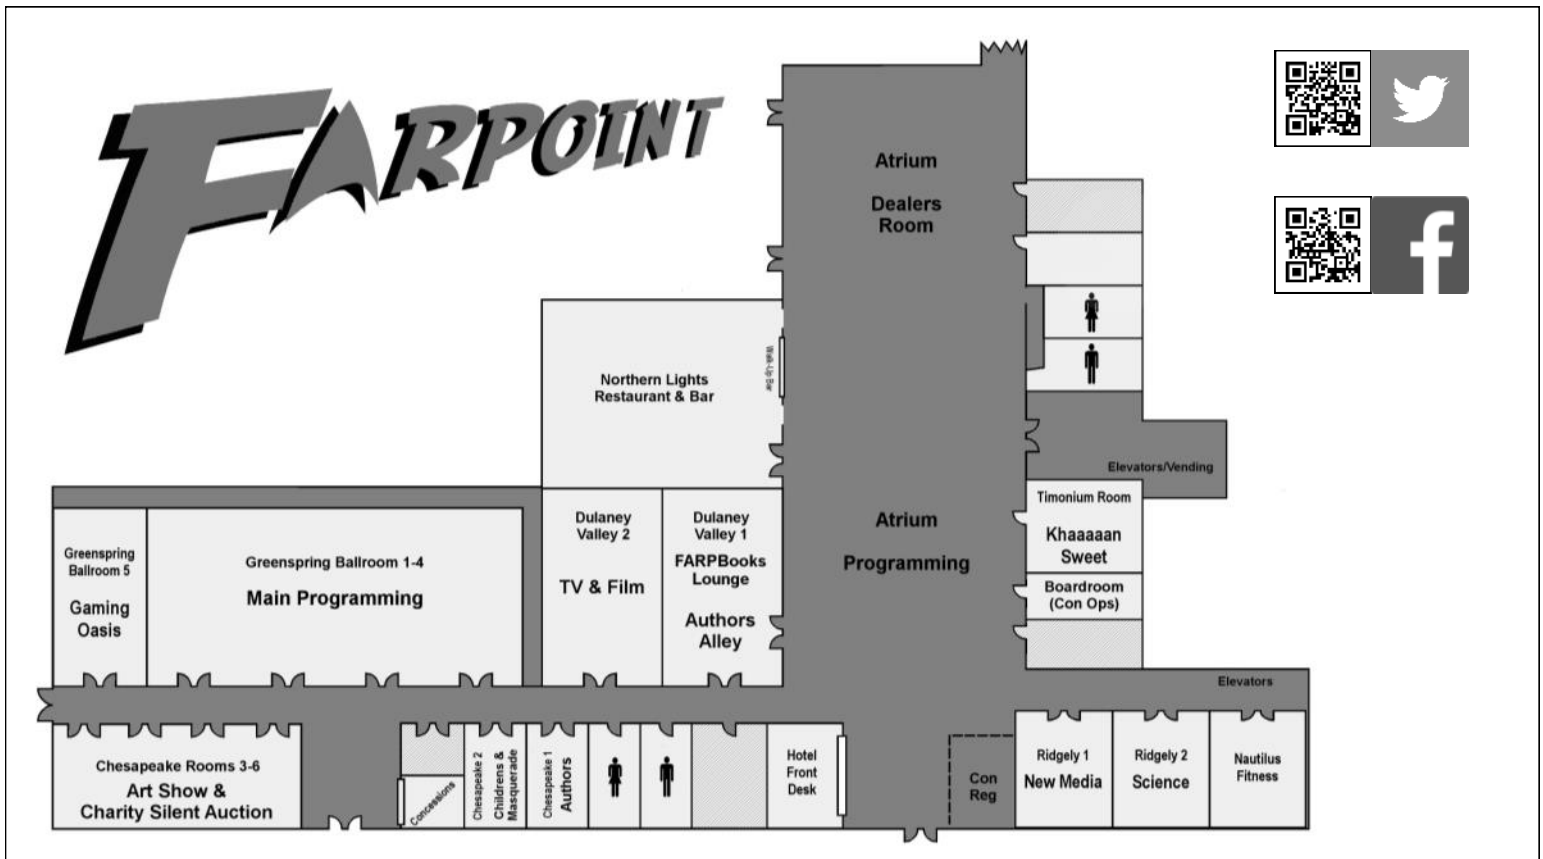 FARPOINT
Atrium
Dealers
Room
Northern Lights
Restaurant & Bar
Walk-Up Bar
Elevators/Vending
Timonium Room
Khaaaaan
Sweet
Boardroom
(Con Ops)
Atrium
Programming
Dulaney
Valley 2
TV & Film
Dulaney
Valley 1
FARPBooks
Lounge
Authors
Alley
Greenspring
Ballroom 5
Gaming
Oasis
Greenspring Ballroom 1-4
Main Programming
Elevators
Chesapeake Rooms 3-6
Art Show &
Charity Silent Auction
Concessions
Chesapeake 2
Childrens &
Masquerade
Chesapeake 1
Authors
Hotel
Front
Desk
Con
Reg
Ridgely 1
New Media
Ridgely 2
Science
Nautilus
Fitness